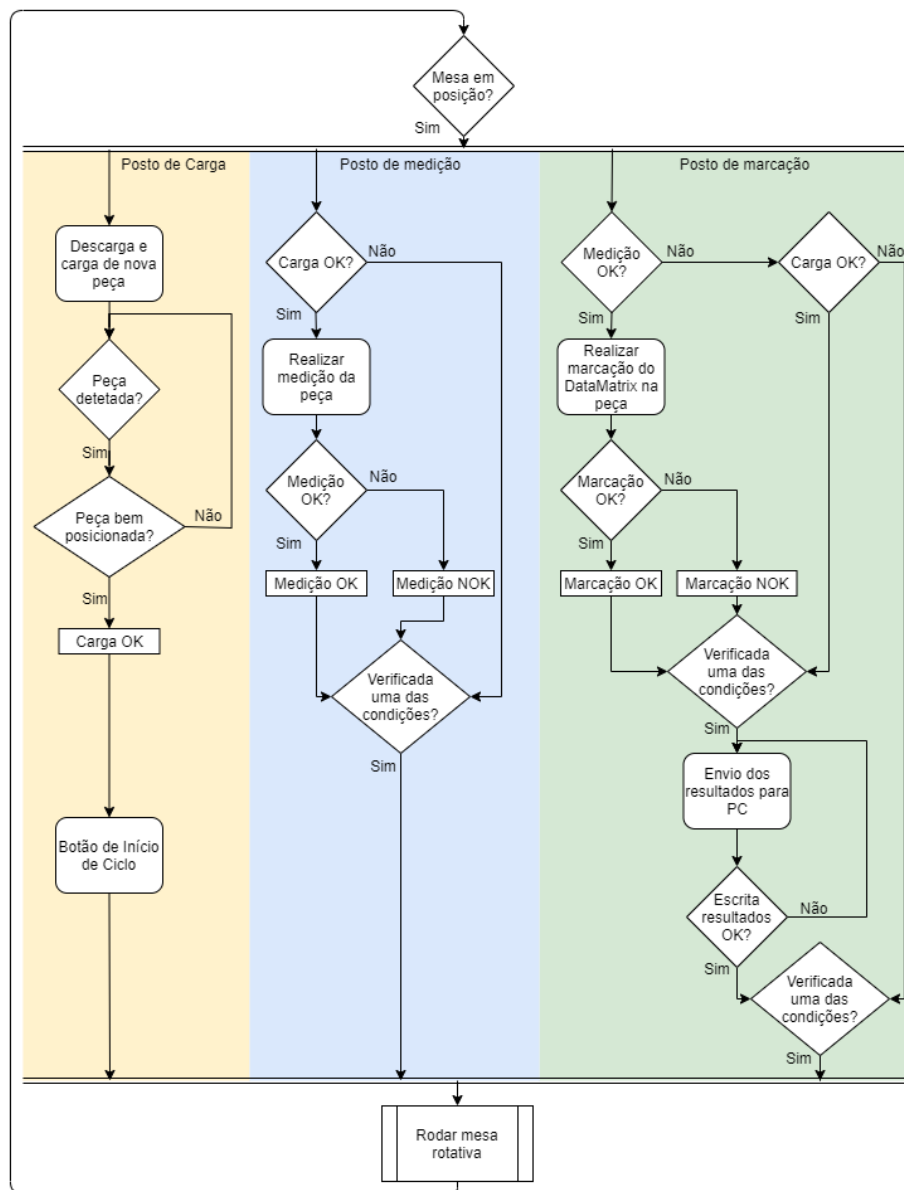 Mesa em
posição?
Sim
Posto de Carga
Descarga e
carga de nova
peça
Peça
detetada?
Sim
Peça bem
posicionada?
Não
Sim
Carga OK
Botão de Início
de Ciclo
Posto de medição
Carga OK?
Não
Sim
Realizar
medição da
peça
Medição
OK?
Não
Sim
Medição OK
Medição NOK
Verificada
uma das
condições?
Sim
Posto de marcação
Medição
OK?
Não
Carga OK?
Não
Sim
Sim
Realizar
marcação do
DataMatrix na
peça
Marcação
OK?
Não
Sim
Marcação OK
Marcação NOK
Verificada
uma das
condições?
Sim
Envio dos
resultados para
PC
Escrita
resultados
OK?
Não
Sim
Verificada
uma das
condições?
Sim
Rodar mesa
rotativa